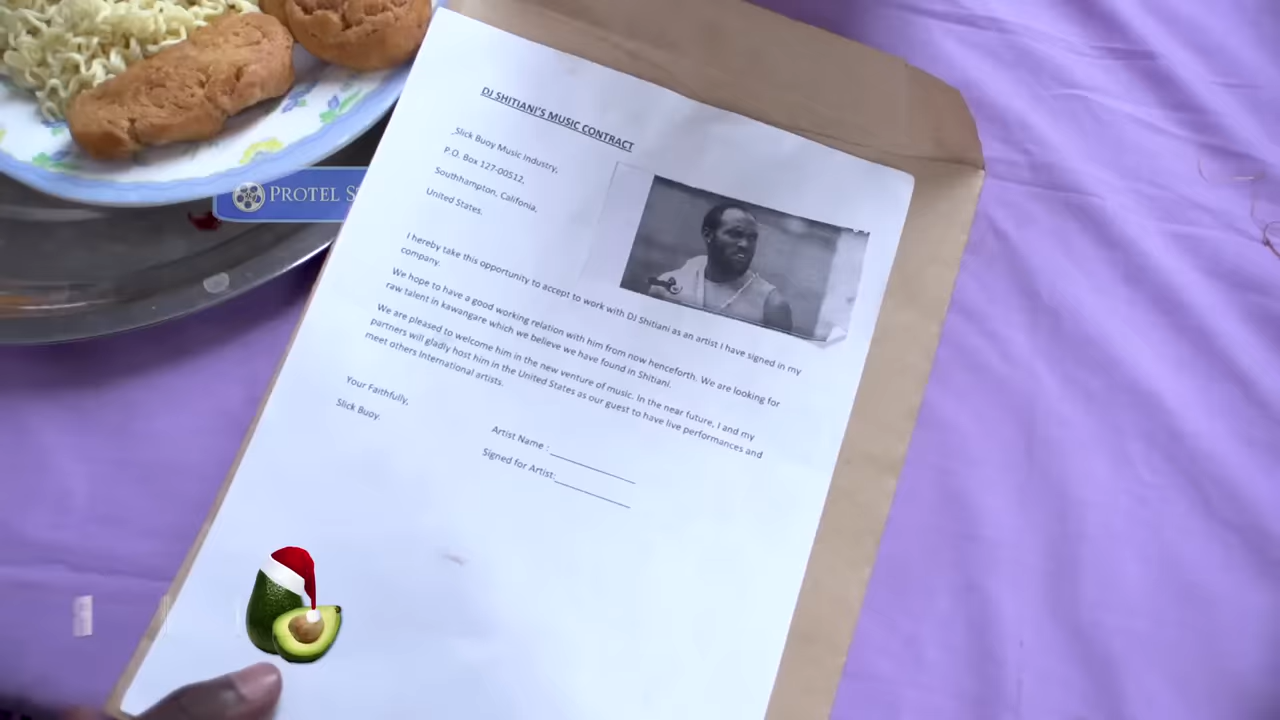 DJ SHITIANI'S MUSIC CONTRACT
Slick Buoy Music Industry,
P.O. Box 127-00512,
Southhampton, Califonia,
United States.
I hereby take this opportunity to accept to work with DJ Shitiani as an artist I have signed in my
company.
We hope to have a good working relation with him from now henceforth. We are looking for
raw talent in kawangare which we believe we have found in Shitiani.
We are pleased to welcome him in the new venture of music. In the near future, I and my
partners will gladly host him in the United States as our guest to have live performances and
meet others International artists.
Your Faithfully,
Slick Buoy.
Artist Name :
Signed for Artist:
PROTEL